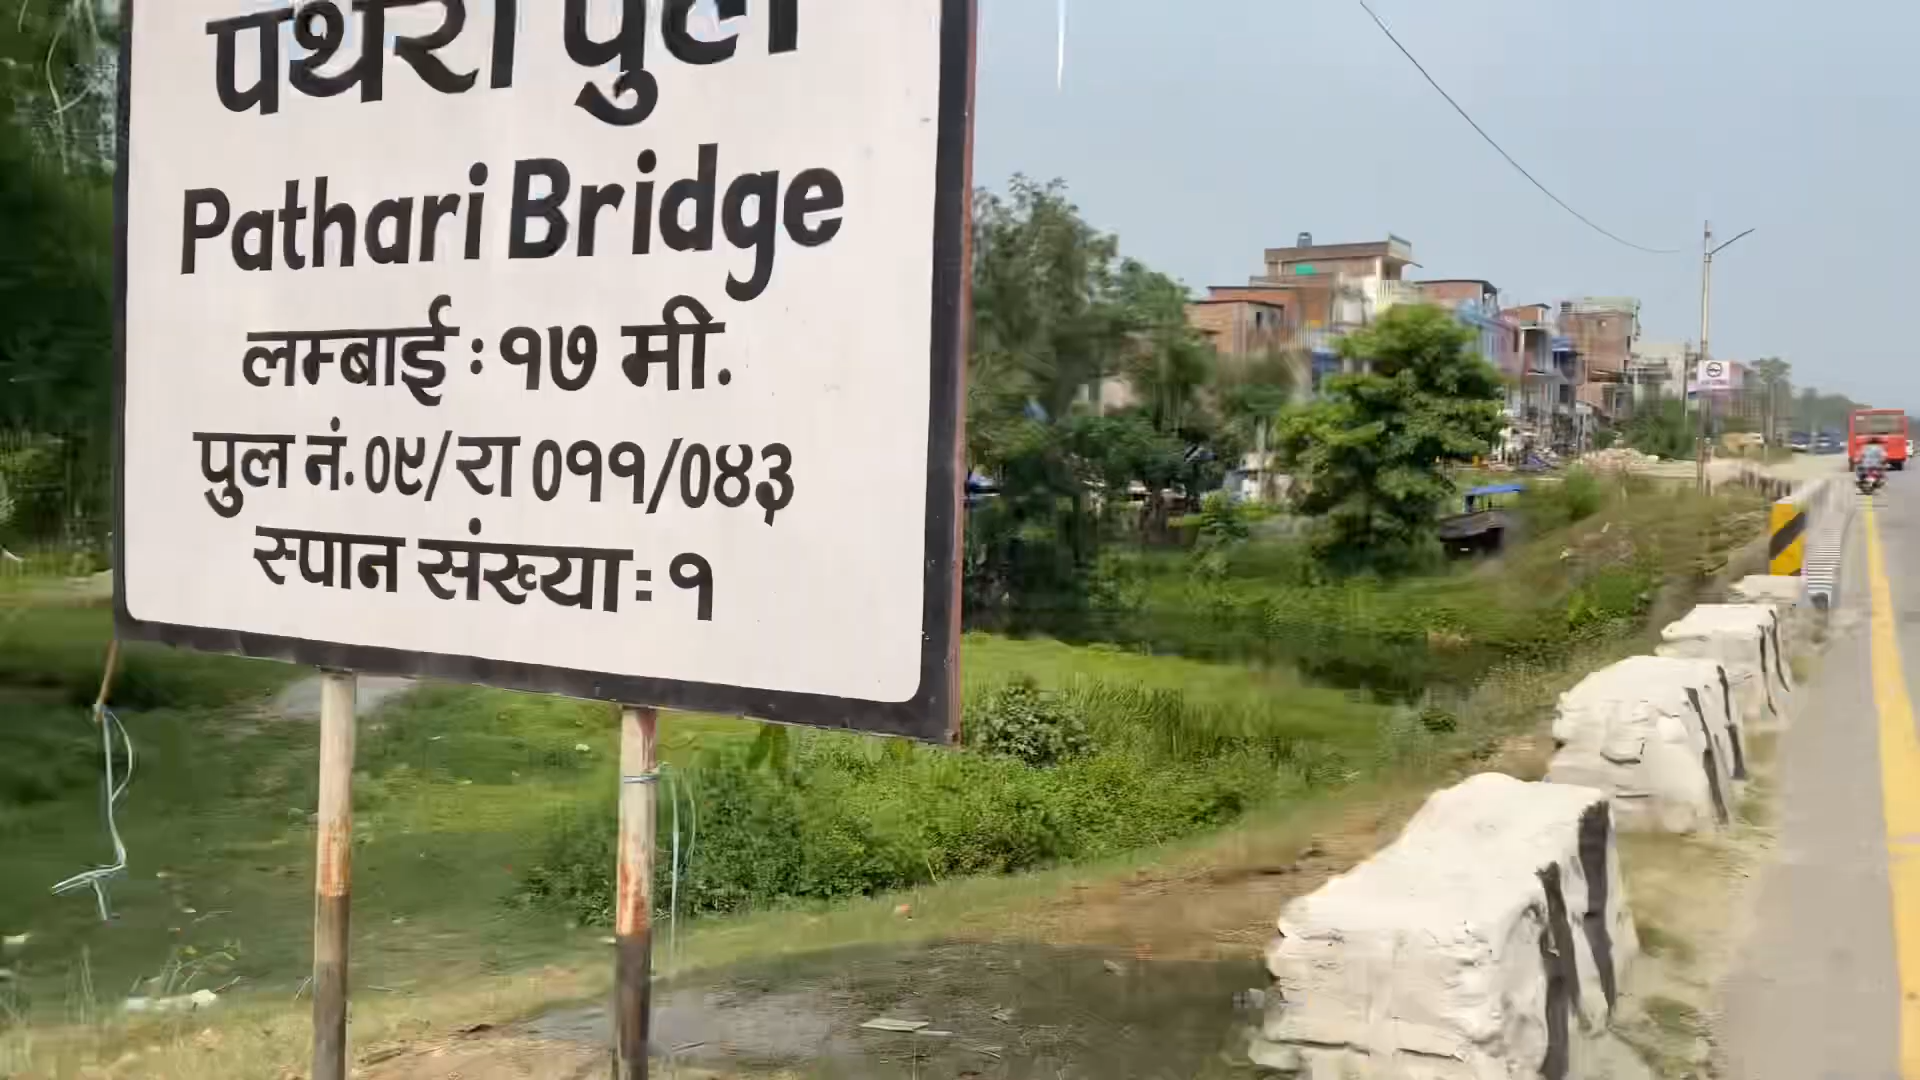 पथरी पुल
Pathari Bridge
लम्बाई : १७ मी.
पुल नं. ०९/रा ०११/०४३
स्पान संख्या: १